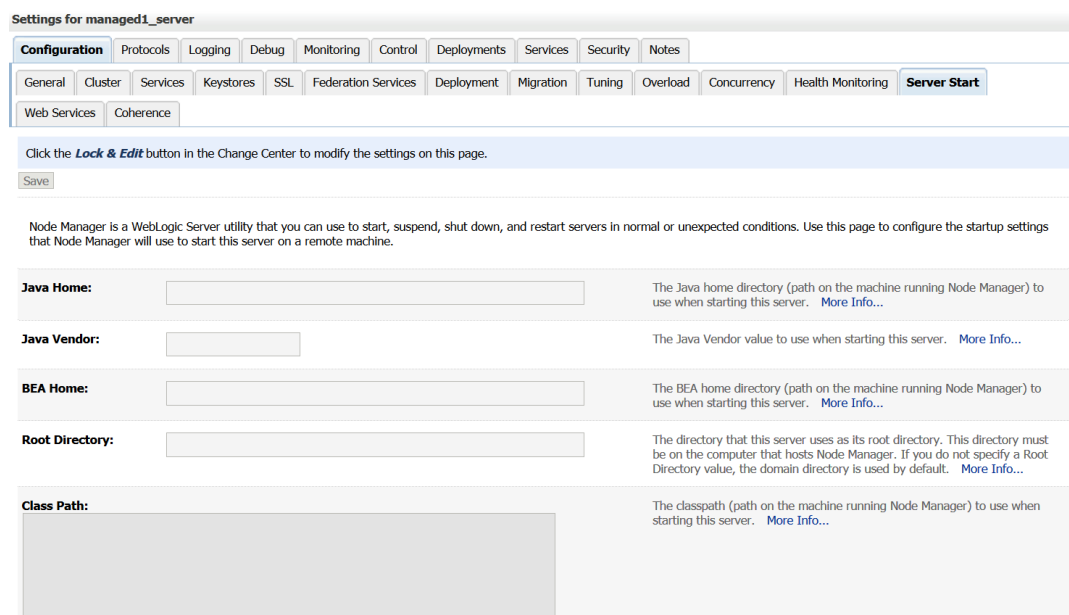 Settings for managed1_server
Configuration Protocols Logging Debug Monitoring Control Deployments Services Security Notes
General Cluster Services Keystores SSL Federation Services Deployment Migration Tuning Overload Concurrency Health Monitoring Server Start
Web Services Coherence
Click the Lock & Edit button in the Change Center to modify the settings on this page.
Save
Node Manager is a WebLogic Server utility that you can use to start, suspend, shut down, and restart servers in normal or unexpected conditions. Use this page to configure the startup settings
that Node Manager will use to start this server on a remote machine.
Java Home:
The Java home directory (path on the machine running Node Manager) to
use when starting this server. More Info...
Java Vendor:
The Java Vendor value to use when starting this server. More Info...
BEA Home:
The BEA home directory (path on the machine running Node Manager) to
use when starting this server. More Info...
Root Directory:
The directory that this server uses as its root directory. This directory must
be on the computer that hosts Node Manager. If you do not specify a Root
Directory value, the domain directory is used by default. More Info...
Class Path:
The classpath (path on the machine running Node Manager) to use when
starting this server. More Info...